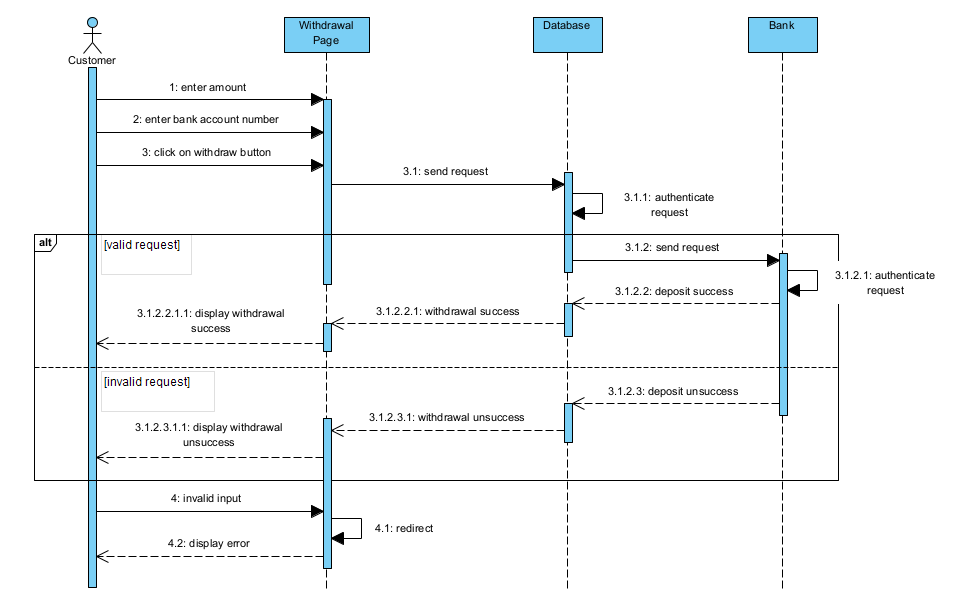 Customer
Withdrawal
Page
Database
Bank
1: enter amount
2: enter bank account number
3: click on withdraw button
3.1: send request
3.1.1: authenticate
request
alt
[valid request]
3.1.2: send request
3.1.2.1: authenticate
request
3.1.2.2: deposit success
3.1.2.2.1: withdrawal success
3.1.2.2.1.1: display withdrawal
success
[invalid request]
3.1.2.3: deposit unsuccess
3.1.2.3.1: withdrawal unsuccess
3.1.2.3.1.1: display withdrawal
unsuccess
4: invalid input
4.1: redirect
4.2: display error